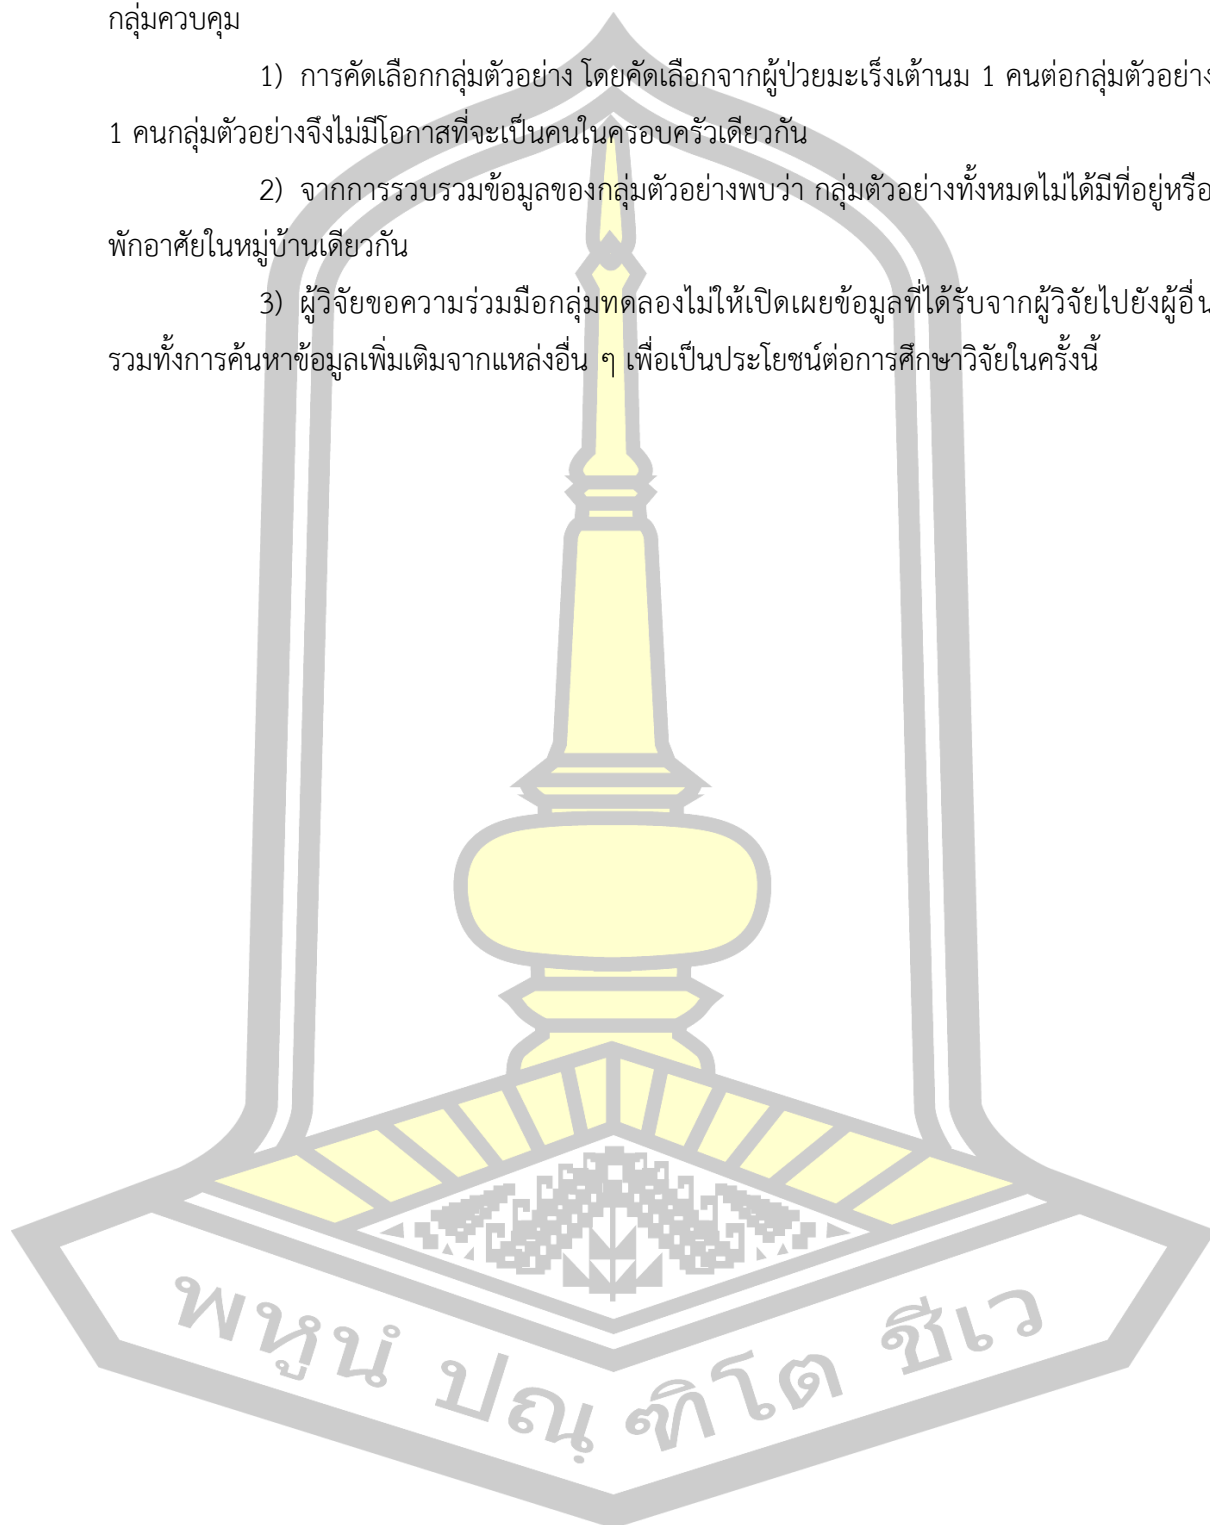 กลุ่มควบคุม
1) การคัดเลือกกลุ่มตัวอย่าง โดยคัดเลือกจากผู้ป่วยมะเร็งเต้านม 1 คนต่อกลุ่มตัวอย่าง
1 คนกลุ่มตัวอย่างจึงไม่มีโอกาสที่จะเป็นคนในครอบครัวเดียวกัน
2) จากการรวบรวมข้อมูลของกลุ่มตัวอย่างพบว่า กลุ่มตัวอย่างทั้งหมดไม่ได้มีที่อยู่หรือ
พักอาศัยในหมู่บ้านเดียวกัน
3) ผู้วิจัยขอความร่วมมือกลุ่มทดลองไม่ให้เปิดเผยข้อมูลที่ได้รับจากผู้วิจัยไปยังผู้อื่น
รวมทั้งการค้นหาข้อมูลเพิ่มเติมจากแหล่งอื่น ๆ เพื่อเป็นประโยชน์ต่อการศึกษาวิจัยในครั้งนี้
พหูนํ ปณฺ ฑิโต ชีเว